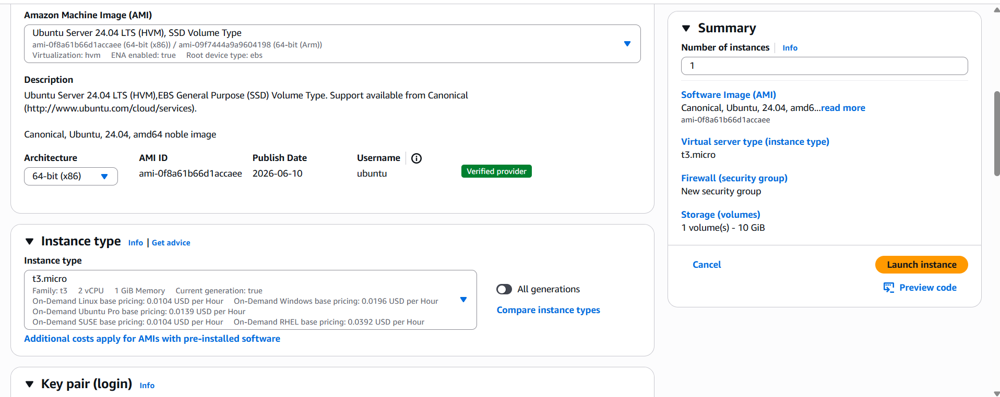 Amazon Machine Image (AMI)
Ubuntu Server 24.04 LTS (HVM), SSD Volume Type
ami-0f8a61b66d1accaee (64-bit (x86)) / ami-09f7444a9a9604198 (64-bit (Arm))
Virtualization: hvm ENA enabled: true Root device type: ebs
Description
Ubuntu Server 24.04 LTS (HVM),EBS General Purpose (SSD) Volume Type. Support available from Canonical
(http://www.ubuntu.com/cloud/services).
Canonical, Ubuntu, 24.04, amd64 noble image
Architecture AMI ID Publish Date Username
64-bit (x86) ami-0f8a61b66d1accaee 2026-06-10 ubuntu Verified provider
Instance type Info | Get advice
Instance type
t3.micro
Family: t3 2 vCPU 1 GiB Memory Current generation: true
On-Demand Linux base pricing: 0.0104 USD per Hour On-Demand Windows base pricing: 0.0196 USD per Hour
On-Demand Ubuntu Pro base pricing: 0.0139 USD per Hour
On-Demand SUSE base pricing: 0.0104 USD per Hour On-Demand RHEL base pricing: 0.0392 USD per Hour
All generations
Compare instance types
Additional costs apply for AMIs with pre-installed software
Key pair (login) Info
Summary
Number of instances Info
1
Software Image (AMI)
Canonical, Ubuntu, 24.04, amd6...read more
ami-0f8a61b66d1accaee
Virtual server type (instance type)
t3.micro
Firewall (security group)
New security group
Storage (volumes)
1 volume(s) - 10 GiB
Cancel Launch instance
Preview code